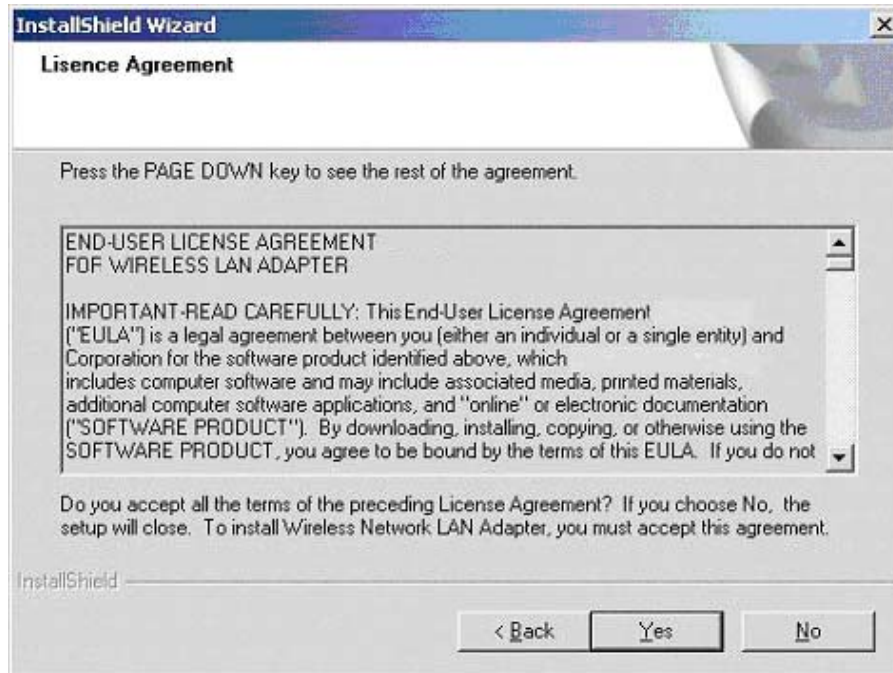 InstallShield Wizard
Lisence Agreement
Press the PAGE DOWN key to see the rest of the agreement.
END-USER LICENSE AGREEMENT
FOR WIRELESS LAN ADAPTER
IMPORTANT-READ CAREFULLY: This End-User License Agreement
("EULA") is a legal agreement between you (either an individual or a single entity) and
Corporation for the software product identified above, which
includes computer software and may include associated media, printed materials,
additional computer software applications, and "online" or electronic documentation
("SOFTWARE PRODUCT"). By downloading, installing, copying, or otherwise using the
SOFTWARE PRODUCT, you agree to be bound by the terms of this EULA. If you do not
Do you accept all the terms of the preceding License Agreement? If you choose No, the
setup will close. To install Wireless Network LAN Adapter, you must accept this agreement.
InstallShield
< Back Yes No